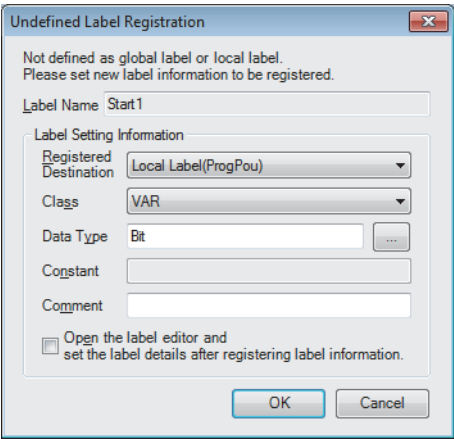 Undefined Label Registration
Not defined as global label or local label.
Please set new label information to be registered.
Label Name Start1
Label Setting Information
Registered
Destination Local Label(ProgPou)
Class VAR
Data Type Bit ...
Constant
Comment
Open the label editor and
set the label details after registering label information.
OK Cancel